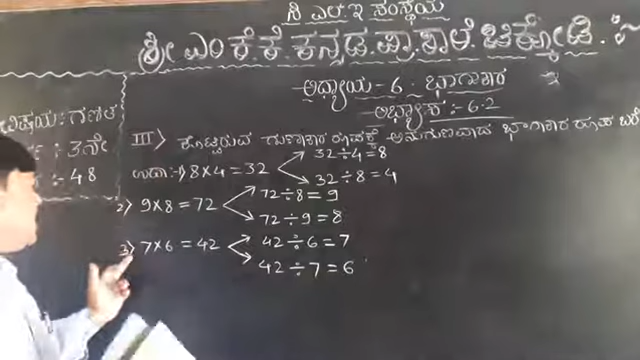 ಸಿ ಎಲ್ ಇ ಸಂಸ್ಥೆಯ
ಶ್ರೀ ಎಂ.ಕೆ.ಕೆ.ಕನ್ನಡ.ಪ್ರಾ.ಶಾಲೆ.ಚಿಕ್ಕೋಡಿ.
ಅಧ್ಯಾಯ - 6 ಭಾಗಾಕಾರ
ಅಭ್ಯಾಸ :- 6.2
ವಿಷಯ: ಗಣಿತ
: 3ನೇ
:- 48
III> ಕೊಟ್ಟಿರುವ ಗುಣಾಕಾರ ರೂಪಕ್ಕೆ ಅನುಗುಣವಾದ ಭಾಗಾಕಾರ ರೂಪ ಬರೆ
ಉದಾ :-> 8×4 = 32
32÷4=8
32÷8=4
2> 9×8 = 72
72÷8=9
72÷9=8
3> 7×6 = 42
42÷6=7
42÷7=6